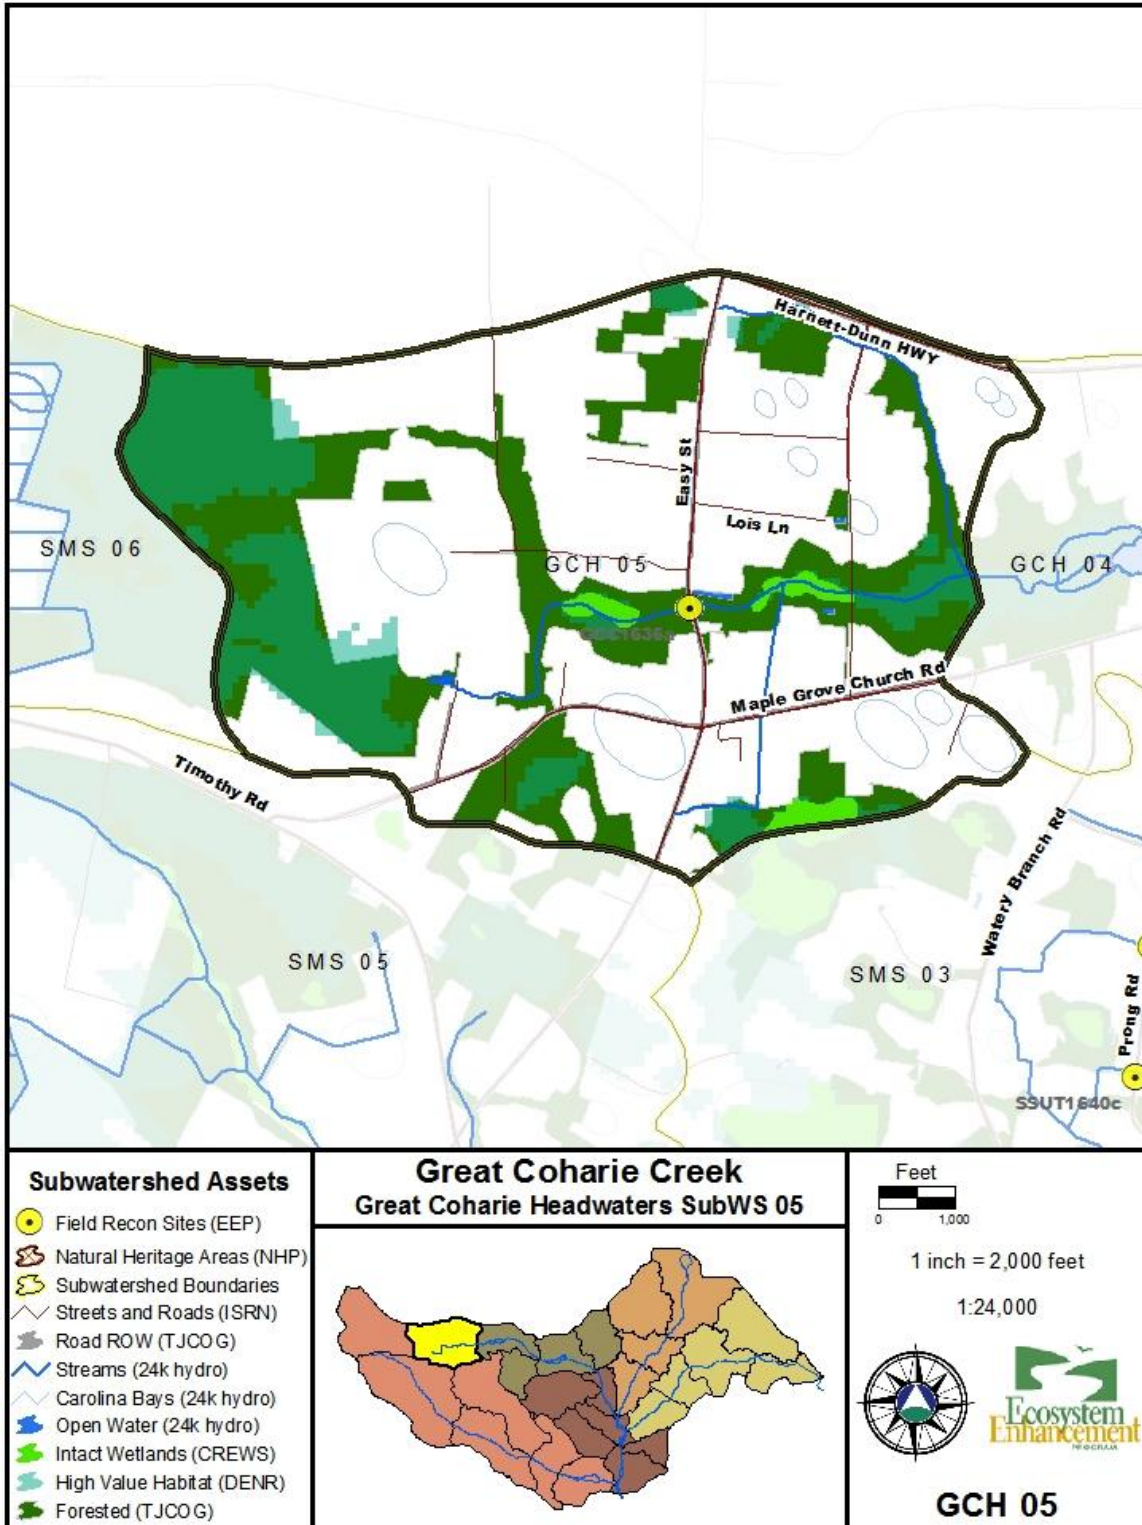 Harnett-Dunn HWY
Easy St
Lois Ln
SMS 06
GCH 05
GCH 04
Maple Grove Church Rd
Timothy Rd
Watery Branch Rd
SMS 05
SMS 03
Prong Rd
SSUT1640c
Subwatershed Assets
Field Recon Sites (EEP)
Natural Heritage Areas (NHP)
Subwatershed Boundaries
Streets and Roads (ISRN)
Road ROW (TJCOG)
Streams (24k hydro)
Carolina Bays (24k hydro)
Open Water (24k hydro)
Intact Wetlands (CREWS)
High Value Habitat (DENR)
Forested (TJCOG)
Great Coharie Creek
Great Coharie Headwaters SubWS 05
Feet
0 1,000
1 inch = 2,000 feet
1:24,000
Ecosystem
Enhancement
PROGRAM
GCH 05